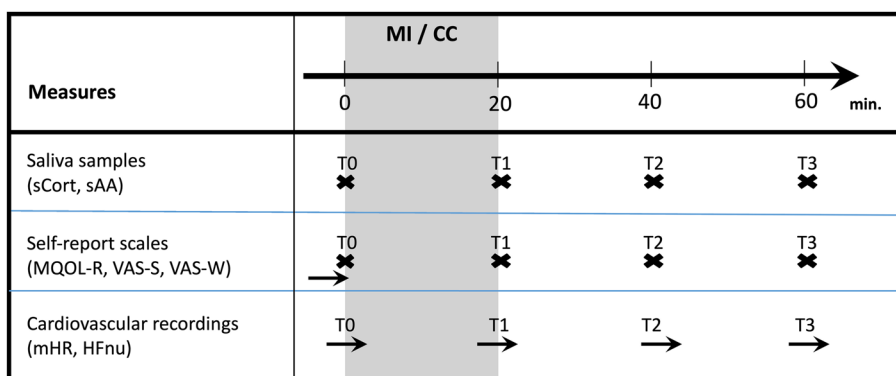 MI / CC
Measures
0 20 40 60 min.
Saliva samples
(sCort, sAA)
T0 T1 T2 T3
Self-report scales
(MQOL-R, VAS-S, VAS-W)
T0 T1 T2 T3
Cardiovascular recordings
(mHR, HFnu)
T0 T1 T2 T3